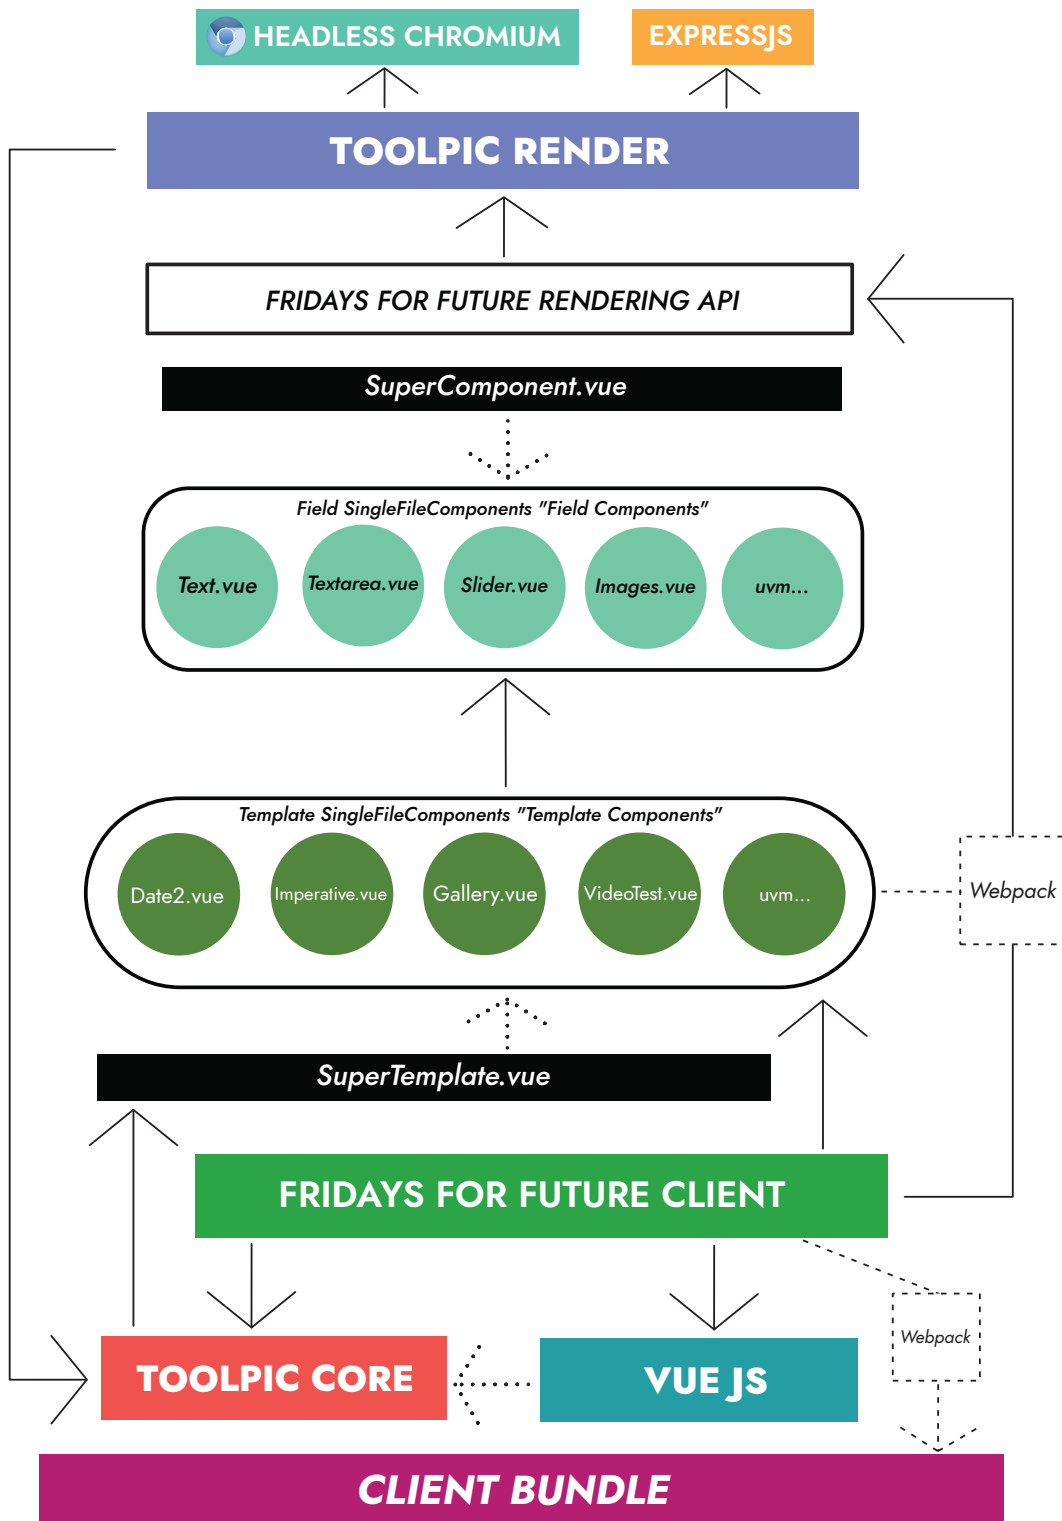 HEADLESS CHROMIUM
EXPRESSJS
TOOLPIC RENDER
FRIDAYS FOR FUTURE RENDERING API
SuperComponent.vue
Field SingleFileComponents "Field Components"
Text.vue
Textarea.vue
Slider.vue
Images.vue
uvm...
Template SingleFileComponents "Template Components"
Date2.vue
Imperative.vue
Gallery.vue
VideoTest.vue
uvm...
Webpack
SuperTemplate.vue
FRIDAYS FOR FUTURE CLIENT
Webpack
TOOLPIC CORE
VUE JS
CLIENT BUNDLE